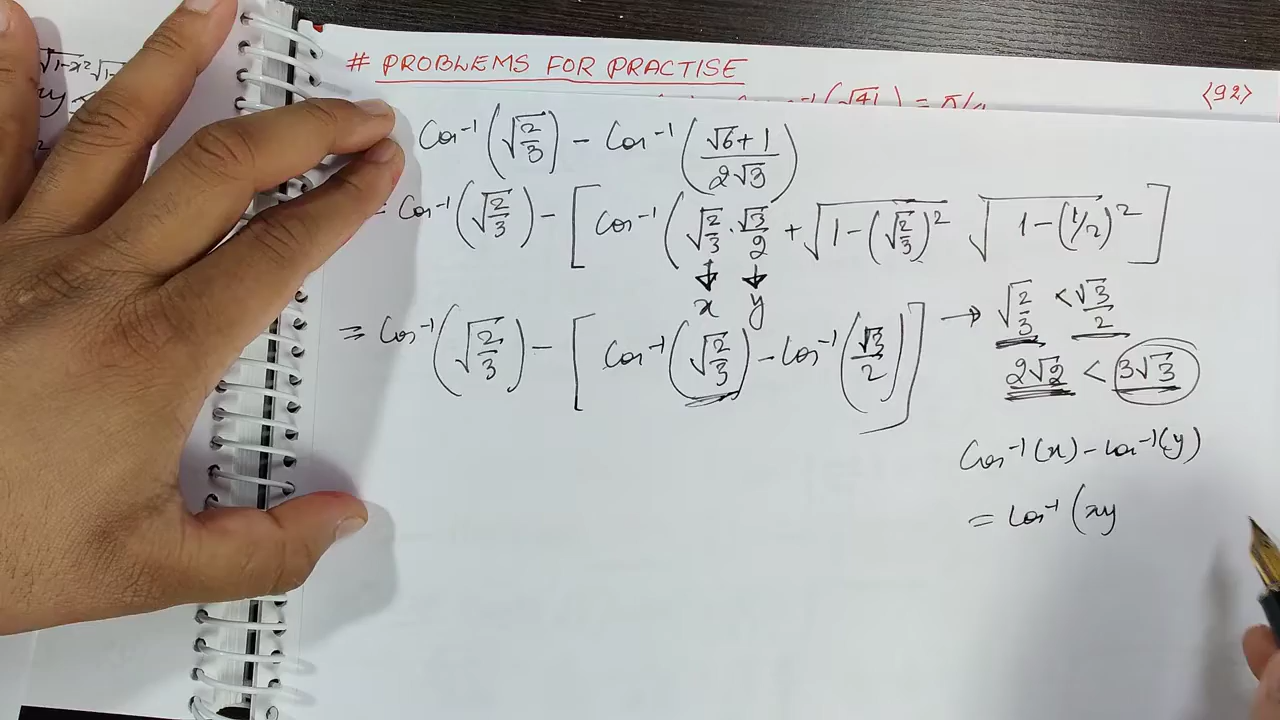 # PROBLEMS FOR PRACTISE
<92>
Cos⁻¹(√(2/3)) − Cos⁻¹((√6+1)/(2√3))
= Cos⁻¹(√(2/3)) − [Cos⁻¹(√(2/3) · √3/2 + √(1−(√(2/3))²) √(1−(1/2)²]
x y
= Cos⁻¹(√(2/3)) − [Cos⁻¹(√(2/3)) − Cos⁻¹(√3/2)] → √(2/3) < √3/2
2√2 < 3√3
Cos⁻¹(x) − Cos⁻¹(y)
= Cos⁻¹(xy